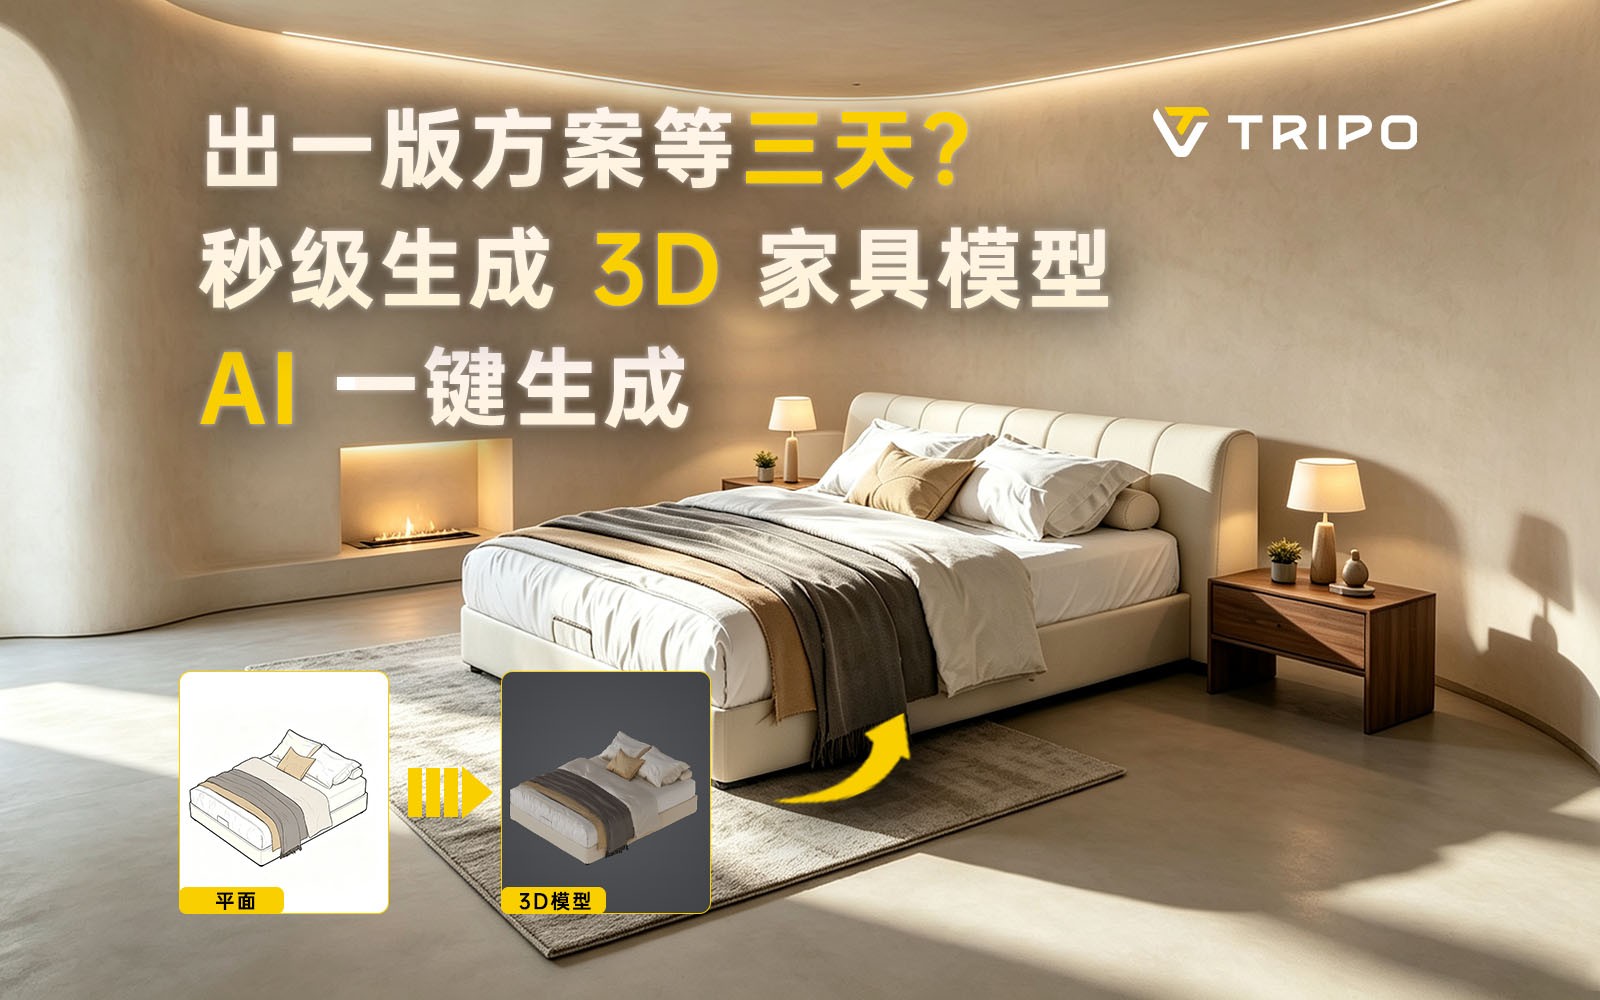 出一版方案等三天?
TRIPO
秒级生成 3D 家具模型
AI 一键生成
平面
3D模型